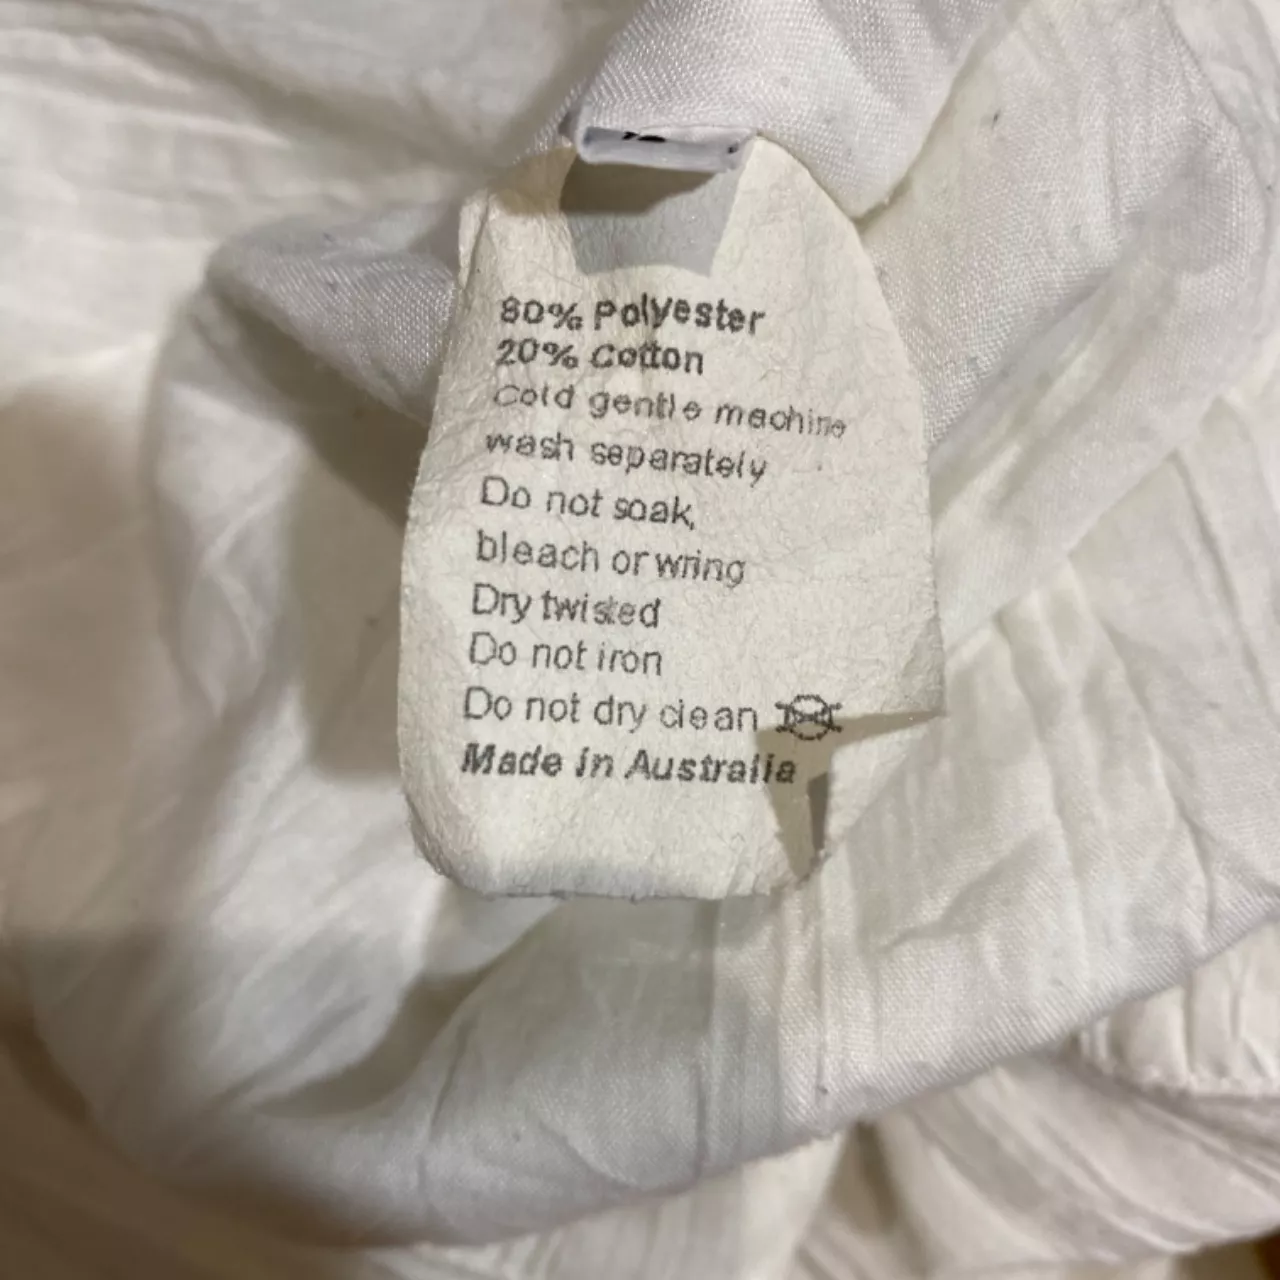 80% Polyester
20% Cotton
Cold gentle machine
wash separately
Do not soak,
bleach or wring
Dry twisted
Do not iron
Do not dry clean
Made in Australia